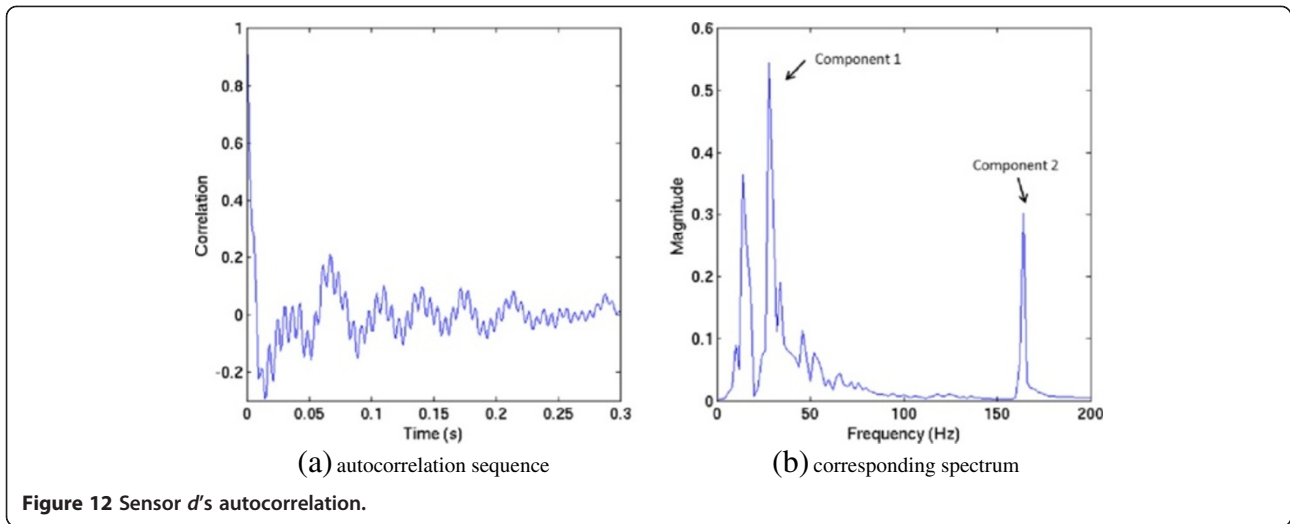 1
0.8
0.6
0.4
0.2
0
-0.2
Correlation
0 0.05 0.1 0.15 0.2 0.25 0.3
Time (s)
(a) autocorrelation sequence
0.6
0.5
0.4
0.3
0.2
0.1
0
Magnitude
Component 1
Component 2
0 50 100 150 200
Frequency (Hz)
(b) corresponding spectrum
Figure 12 Sensor d's autocorrelation.